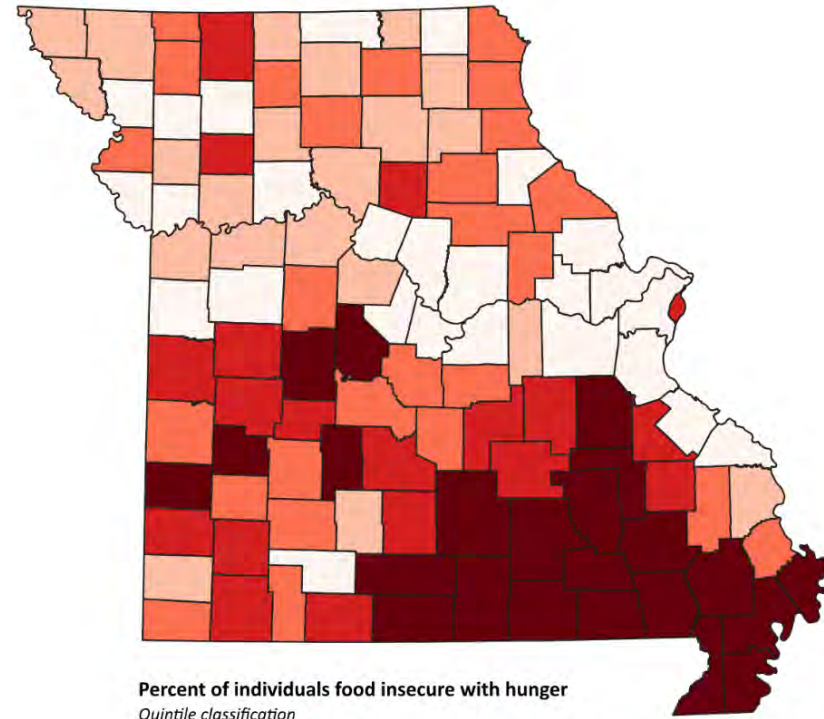 Percent of individuals food insecure with hunger
Quintile classification